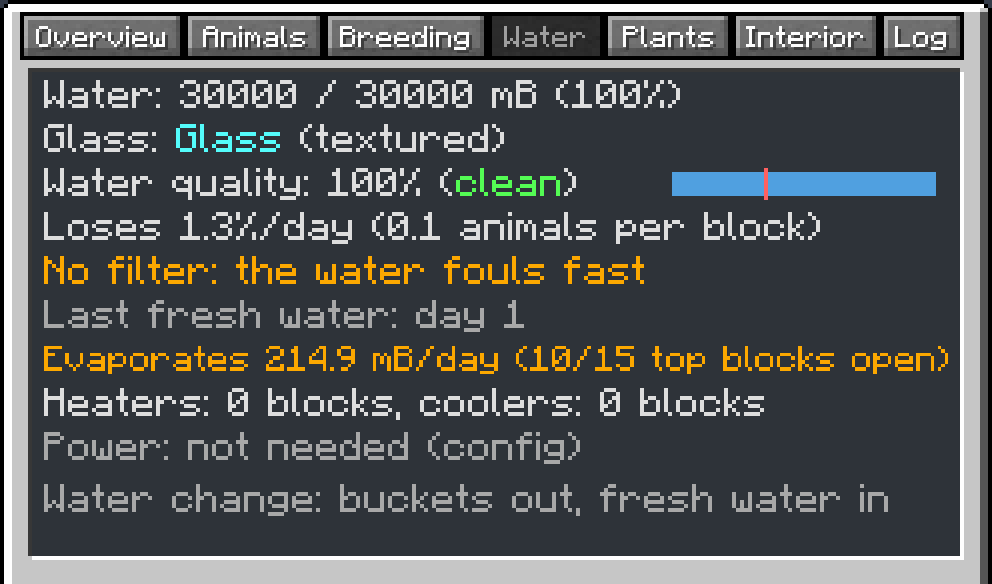 Overview Animals Breeding Water Plants Interior Log
Water: 30000 / 30000 mB (100%)
Glass: Glass (textured)
Water quality: 100% (clean)
Loses 1.3%/day (0.1 animals per block)
No filter: the water fouls fast
Last fresh water: day 1
Evaporates 214.9 mB/day (10/15 top blocks open)
Heaters: 0 blocks, coolers: 0 blocks
Power: not needed (config)
Water change: buckets out, fresh water in